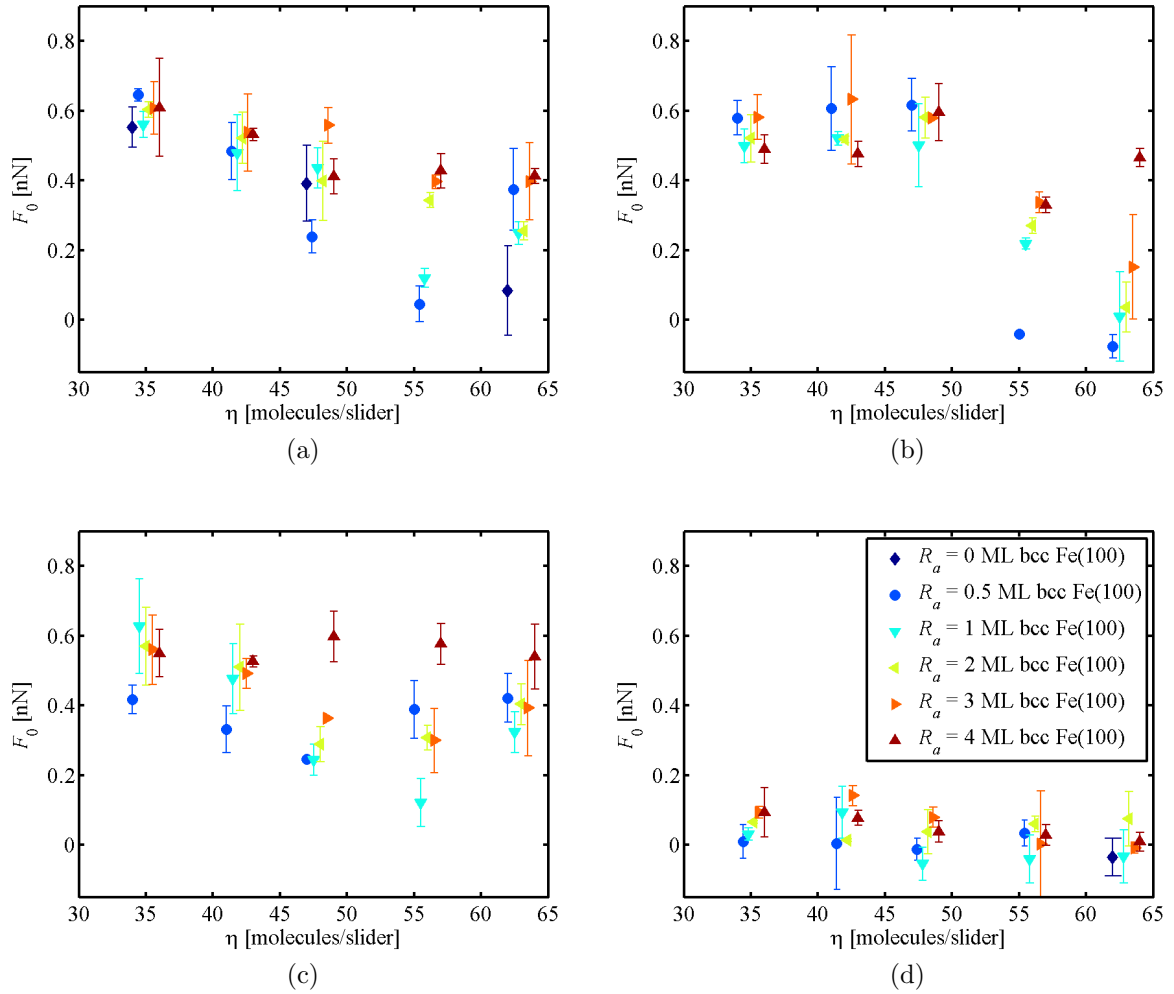 0.8
0.6
0.4
0.2
0
F0 [nN]
30 35 40 45 50 55 60 65
η [molecules/slider]
(a)
0.8
0.6
0.4
0.2
0
F0 [nN]
30 35 40 45 50 55 60 65
η [molecules/slider]
(b)
0.8
0.6
0.4
0.2
0
F0 [nN]
30 35 40 45 50 55 60 65
η [molecules/slider]
(c)
0.8
0.6
0.4
0.2
0
F0 [nN]
Ra = 0 ML bcc Fe(100)
Ra = 0.5 ML bcc Fe(100)
Ra = 1 ML bcc Fe(100)
Ra = 2 ML bcc Fe(100)
Ra = 3 ML bcc Fe(100)
Ra = 4 ML bcc Fe(100)
30 35 40 45 50 55 60 65
η [molecules/slider]
(d)